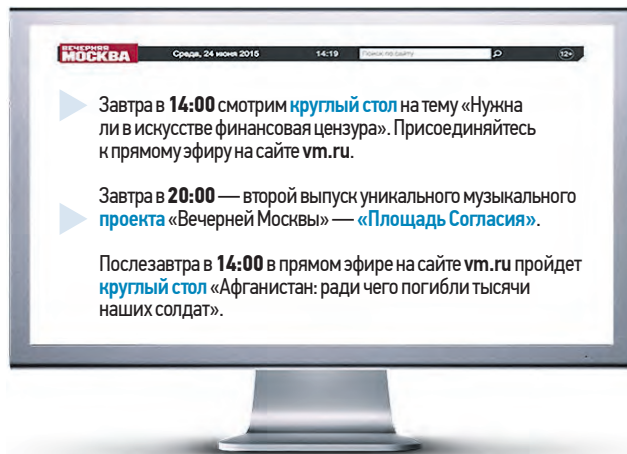 ВЕЧЕРНЯЯ
МОСКВА Среда, 24 июня 2015 14:19 Поиск по сайту 12+
Завтра в 14:00 смотрим круглый стол на тему «Нужна
ли в искусстве финансовая цензура». Присоединяйтесь
к прямому эфиру на сайте vm.ru.
Завтра в 20:00 — второй выпуск уникального музыкального
проекта «Вечерней Москвы» — «Площадь Согласия».
Послезавтра в 14:00 в прямом эфире на сайте vm.ru пройдет
круглый стол «Афганистан: ради чего погибли тысячи
наших солдат».